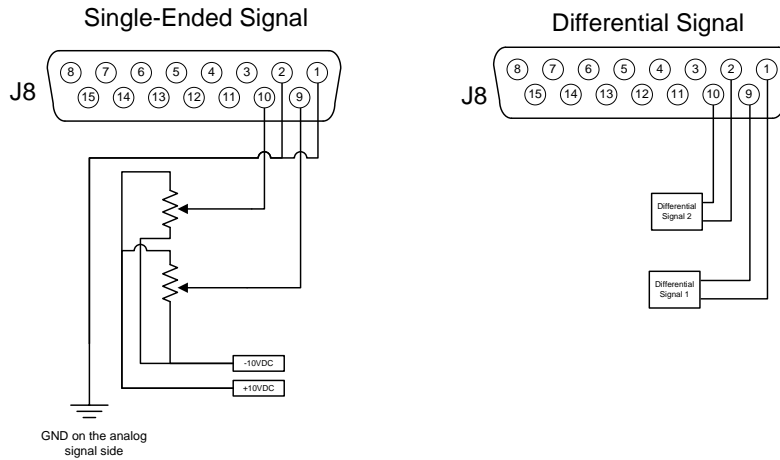 Single-Ended Signal
J8
8 7 6 5 4 3 2 1
15 14 13 12 11 10 9
-10VDC
+10VDC
GND on the analog
signal side
Differential Signal
J8
8 7 6 5 4 3 2 1
15 14 13 12 11 10 9
Differential
Signal 2
Differential
Signal 1